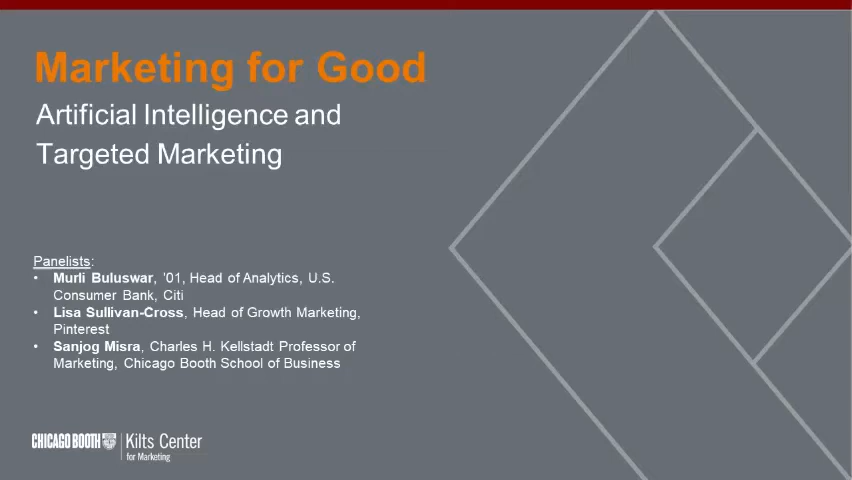 Marketing for Good
Artificial Intelligence and
Targeted Marketing
Panelists:
• Murli Buluswar, '01, Head of Analytics, U.S.
Consumer Bank, Citi
• Lisa Sullivan-Cross, Head of Growth Marketing,
Pinterest
• Sanjog Misra, Charles H. Kellstadt Professor of
Marketing, Chicago Booth School of Business
CHICAGO BOOTH Kilts Center
for Marketing